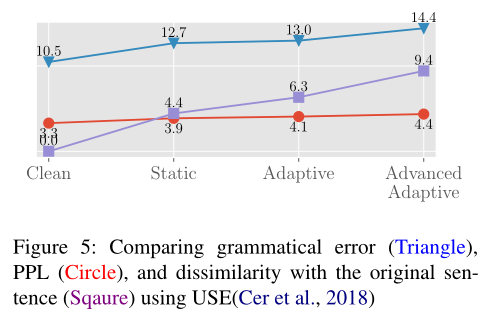 10.5 12.7 13.0 14.4
9.4
6.3
4.4
3.3 3.9 4.1 4.4
0.0
Clean Static Adaptive Advanced
Adaptive
Figure 5: Comparing grammatical error (Triangle),
PPL (Circle), and dissimilarity with the original sen-
tence (Sqaure) using USE(Cer et al., 2018)